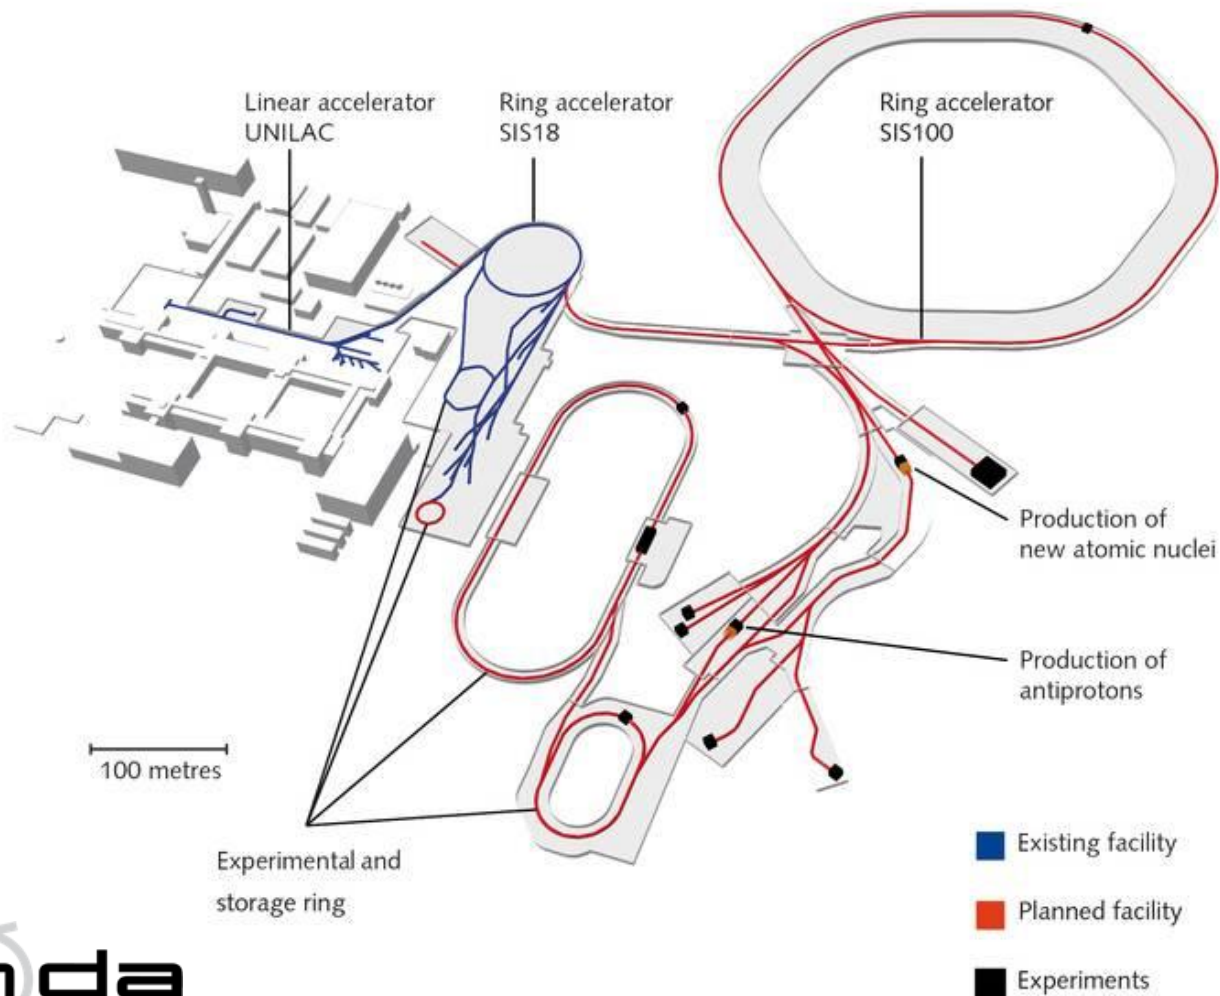 Linear accelerator
UNILAC
Ring accelerator
SIS18
Ring accelerator
SIS100
Production of
new atomic nuclei
Production of
antiprotons
100 metres
Experimental and
storage ring
Existing facility
Planned facility
Experiments